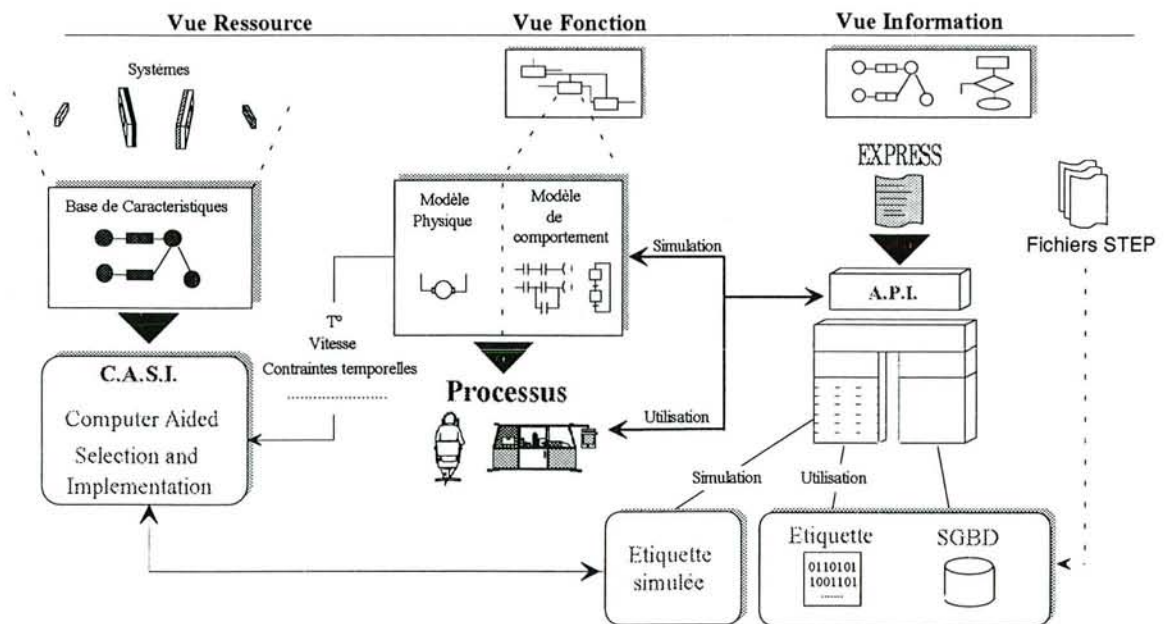 Vue Ressource
Vue Fonction
Vue Information
Systèmes
Base de Caracteristiques
C.A.S.I.
Computer Aided
Selection and
Implementation
T°
Vitesse
Contraintes temporelles
Modèle
Physique
Modèle
de
comportement
Processus
Simulation
Utilisation
EXPRESS
Fichiers STEP
A.P.I.
Simulation
Utilisation
Etiquette
simulée
Etiquette
0110101
1001101
......
SGBD